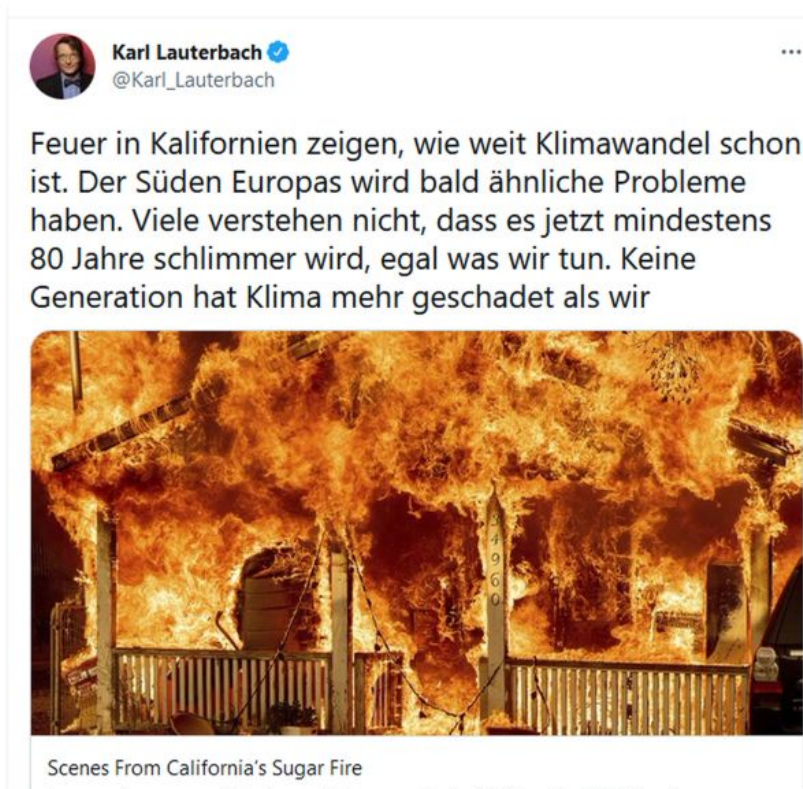 Karl Lauterbach
@Karl_Lauterbach
Feuer in Kalifornien zeigen, wie weit Klimawandel schon
ist. Der Süden Europas wird bald ähnliche Probleme
haben. Viele verstehen nicht, dass es jetzt mindestens
80 Jahre schlimmer wird, egal was wir tun. Keine
Generation hat Klima mehr geschadet als wir
34960
Scenes From California's Sugar Fire